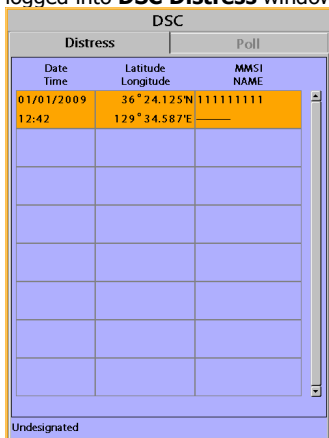 logged into DSC Distress window
DSC
Distress Poll
Date Latitude MMSI
Time Longitude NAME
01/01/2009 36°24.125'N 111111111
12:42 129°34.587'E ———
Undesignated